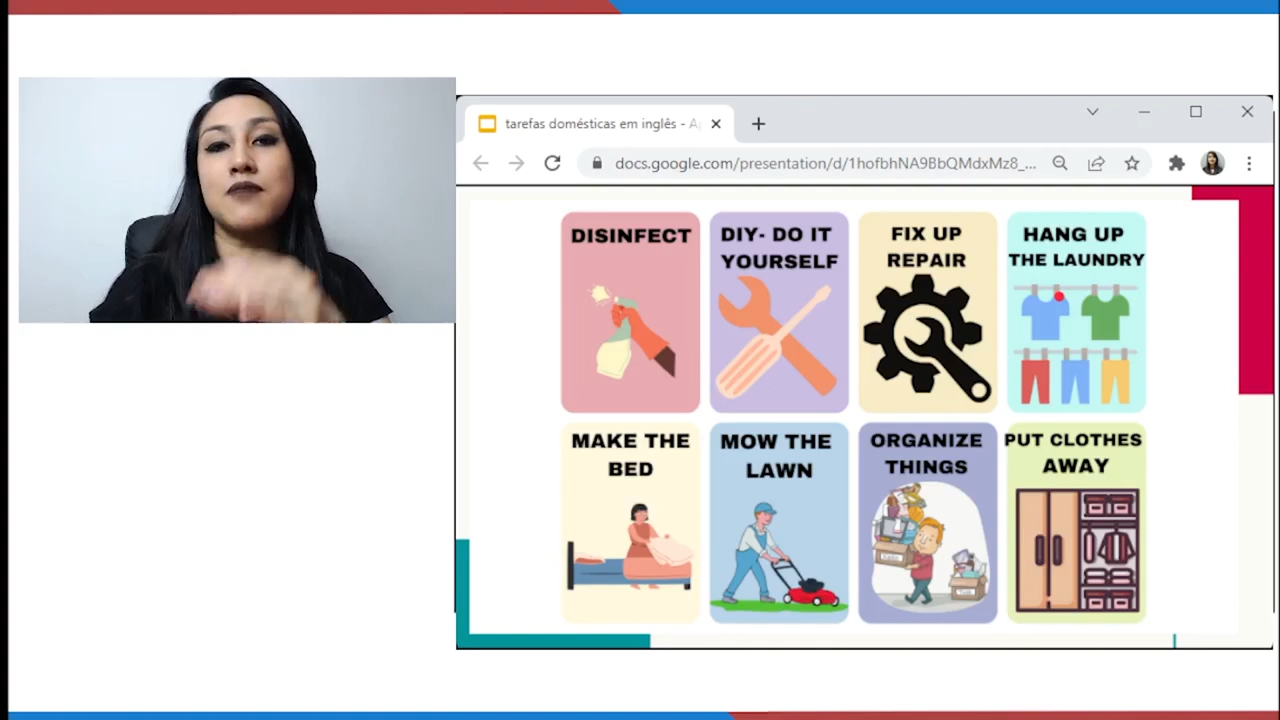 tarefas domésticas em inglês - A
docs.google.com/presentation/d/1hofbhNA9BbQMdxMz8_...
DISINFECT
DIY- DO IT
YOURSELF
FIX UP
REPAIR
HANG UP
THE LAUNDRY
MAKE THE
BED
MOW THE
LAWN
ORGANIZE
THINGS
PUT CLOTHES
AWAY